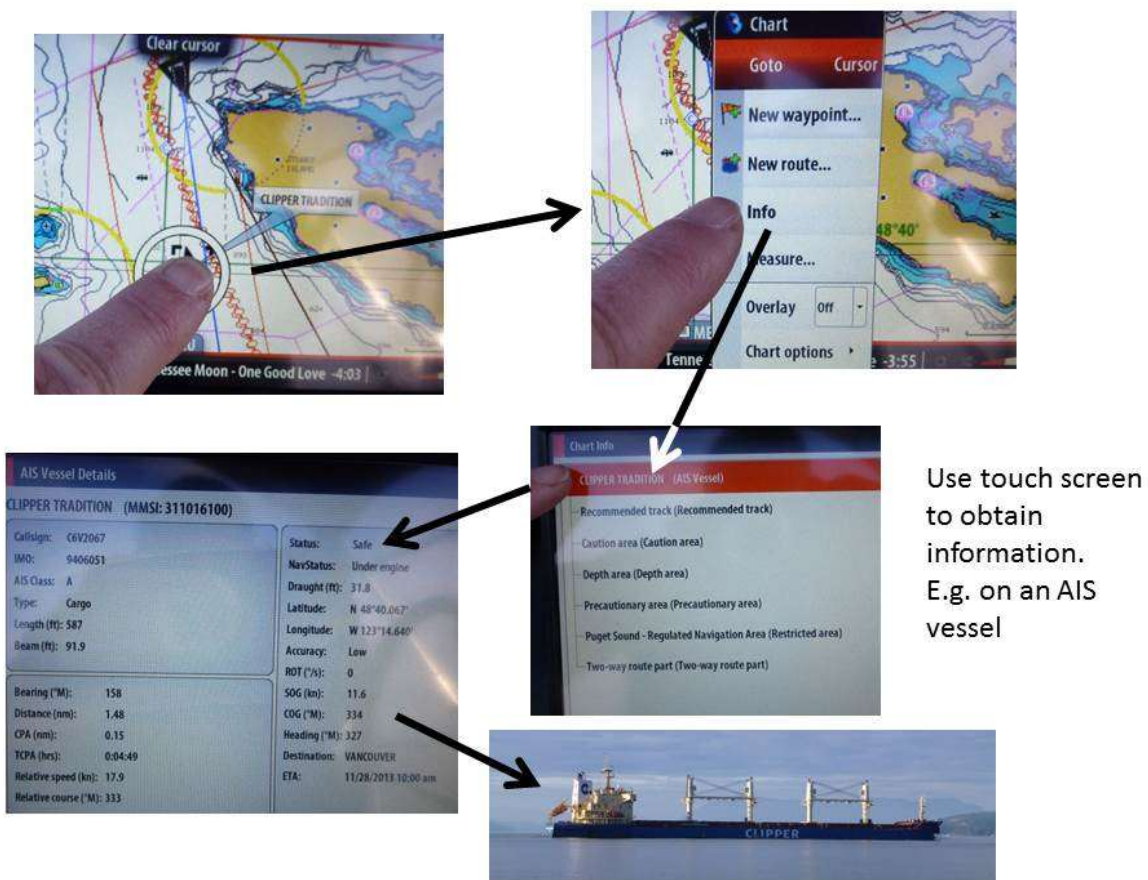 Clear cursor
CLIPPER TRADITION
essee Moon - One Good Love -4:03
Chart
Goto Cursor
New waypoint...
New route...
Info
48°40'
Measure...
Overlay Off
Chart options
Tenne
-3:55
Chart Info
CLIPPER TRADITION (AIS Vessel)
Recommended track (Recommended track)
Caution area (Caution area)
Depth area (Depth area)
Precautionary area (Precautionary area)
Puget Sound - Regulated Navigation Area (Restricted area)
Two-way route part (Two-way route part)
Use touch screen
to obtain
information.
E.g. on an AIS
vessel
AIS Vessel Details
CLIPPER TRADITION (MMSI: 311016100)
Callsign: C6V2067
IMO: 9406051
AIS Class: A
Type: Cargo
Length (ft): 587
Beam (ft): 91.9
Bearing (°M): 158
Distance (nm): 1.48
CPA (nm): 0.15
TCPA (hrs): 0:04:49
Relative speed (kn): 17.9
Relative course (°M): 333
Status: Safe
NavStatus: Under engine
Draught (ft): 31.8
Latitude: N 48°40.067'
Longitude: W 123°14.640'
Accuracy: Low
ROT (°/s): 0
SOG (kn): 11.6
COG (°M): 334
Heading (°M): 327
Destination: VANCOUVER
ETA: 11/28/2013 10:00 am
CLIPPER